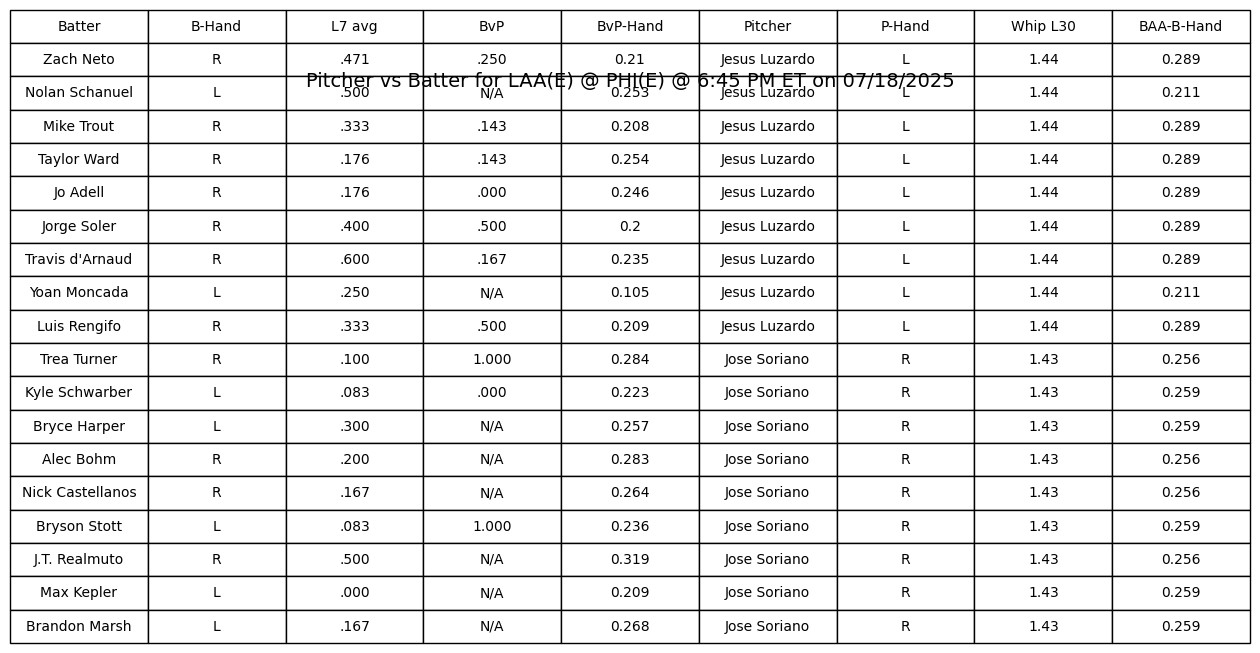 Batter B-Hand L7 avg BvP BvP-Hand Pitcher P-Hand Whip L30 BAA-B-Hand
Zach Neto R .471 .250 0.21 Jesus Luzardo L 1.44 0.289
Pitcher vs Batter for LAA(E) @ PHI(E) @ 6:45 PM ET on 07/18/2025
Nolan Schanuel L .500 N/A 0.253 Jesus Luzardo L 1.44 0.211
Mike Trout R .333 .143 0.208 Jesus Luzardo L 1.44 0.289
Taylor Ward R .176 .143 0.254 Jesus Luzardo L 1.44 0.289
Jo Adell R .176 .000 0.246 Jesus Luzardo L 1.44 0.289
Jorge Soler R .400 .500 0.2 Jesus Luzardo L 1.44 0.289
Travis d'Arnaud R .600 .167 0.235 Jesus Luzardo L 1.44 0.289
Yoan Moncada L .250 N/A 0.105 Jesus Luzardo L 1.44 0.211
Luis Rengifo R .333 .500 0.209 Jesus Luzardo L 1.44 0.289
Trea Turner R .100 1.000 0.284 Jose Soriano R 1.43 0.256
Kyle Schwarber L .083 .000 0.223 Jose Soriano R 1.43 0.259
Bryce Harper L .300 N/A 0.257 Jose Soriano R 1.43 0.259
Alec Bohm R .200 N/A 0.283 Jose Soriano R 1.43 0.256
Nick Castellanos R .167 N/A 0.264 Jose Soriano R 1.43 0.256
Bryson Stott L .083 1.000 0.236 Jose Soriano R 1.43 0.259
J.T. Realmuto R .500 N/A 0.319 Jose Soriano R 1.43 0.256
Max Kepler L .000 N/A 0.209 Jose Soriano R 1.43 0.259
Brandon Marsh L .167 N/A 0.268 Jose Soriano R 1.43 0.259